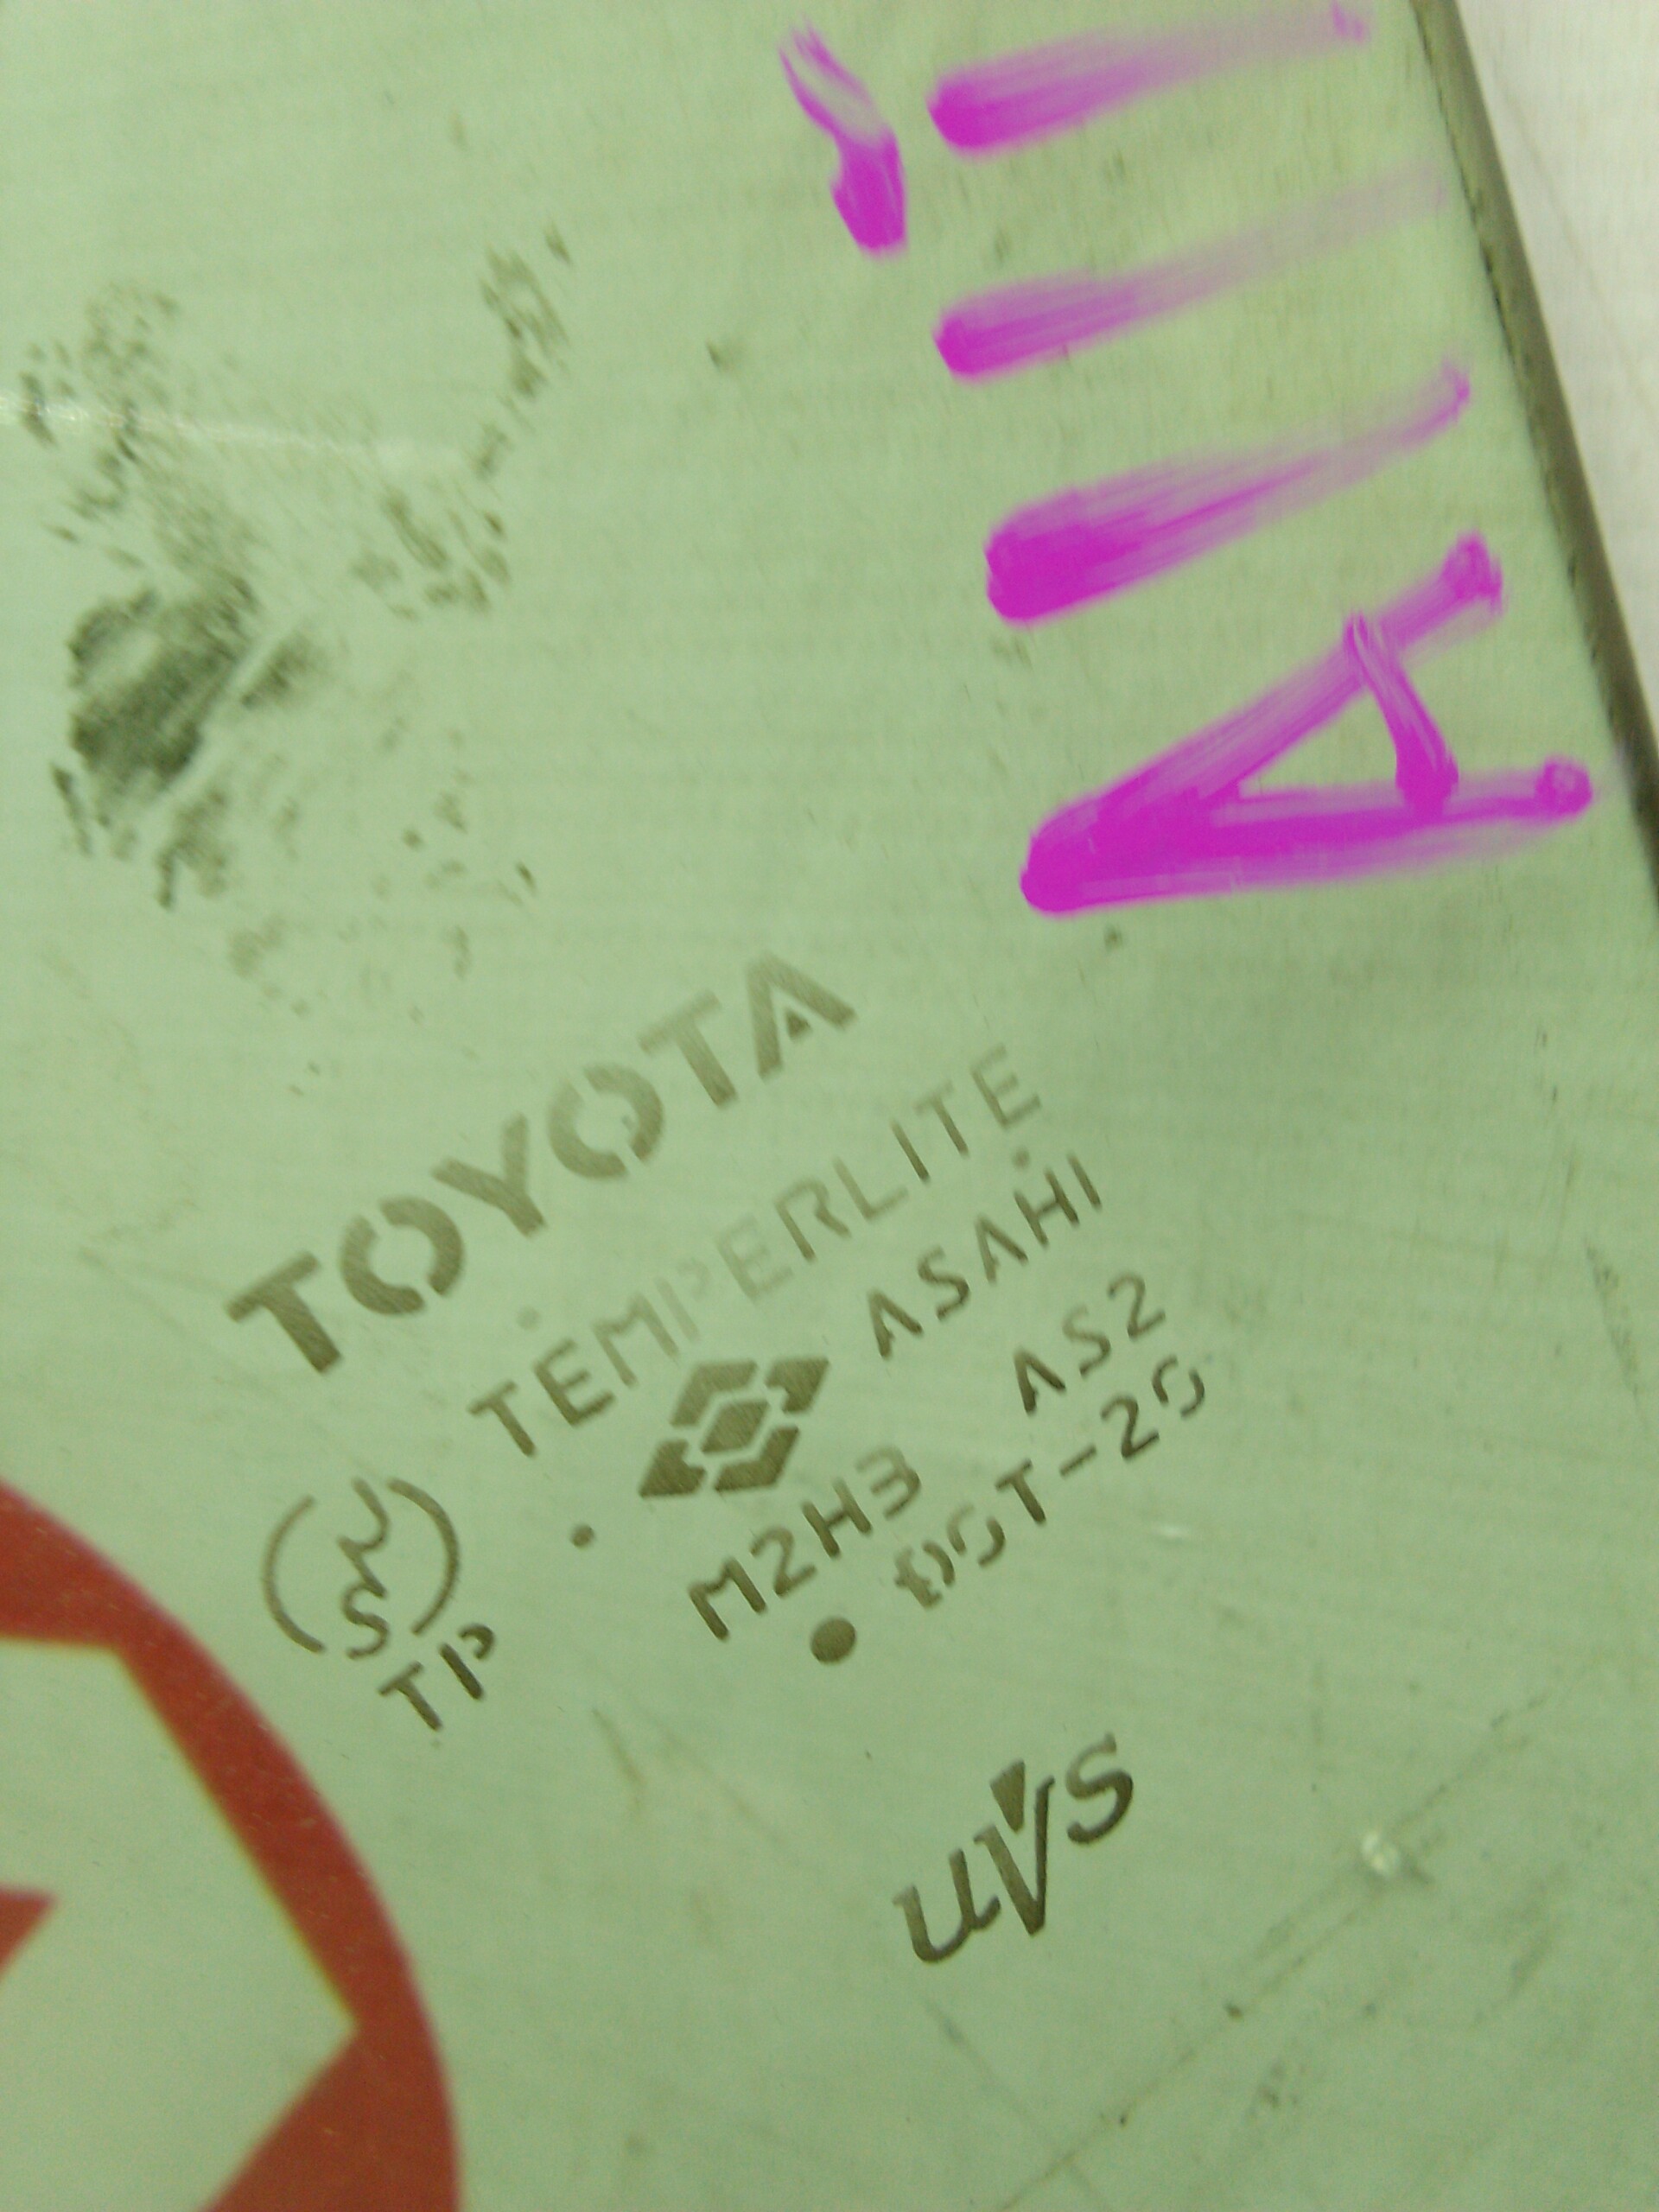 TOYOTA
TEMPERLITE
ASAHI
M2H3 AS2
DOT-20
TP
UVS